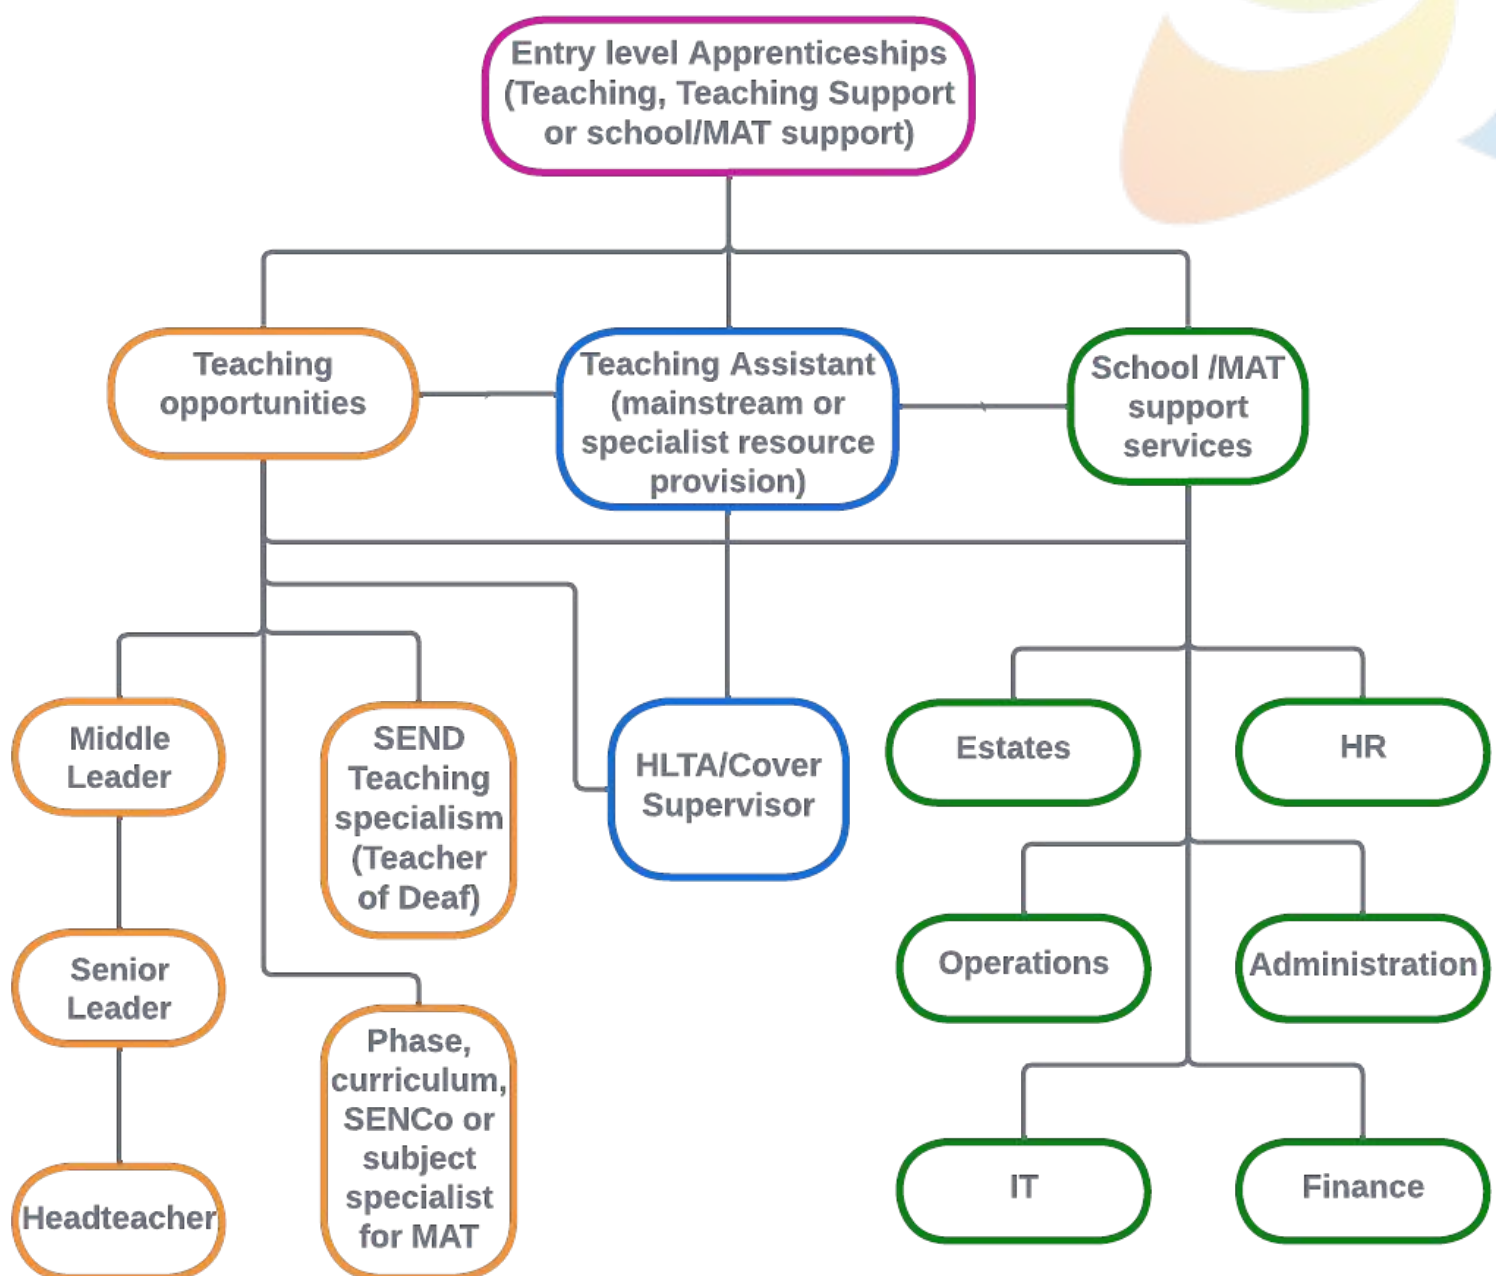 Entry level Apprenticeships
(Teaching, Teaching Support
or school/MAT support)
Teaching
opportunities
Teaching Assistant
(mainstream or
specialist resource
provision)
School /MAT
support
services
Middle
Leader
SEND
Teaching
specialism
(Teacher
of Deaf)
HLTA/Cover
Supervisor
Estates
HR
Senior
Leader
Operations
Administration
Phase,
curriculum,
SENCo or
subject
specialist
for MAT
Headteacher
IT
Finance